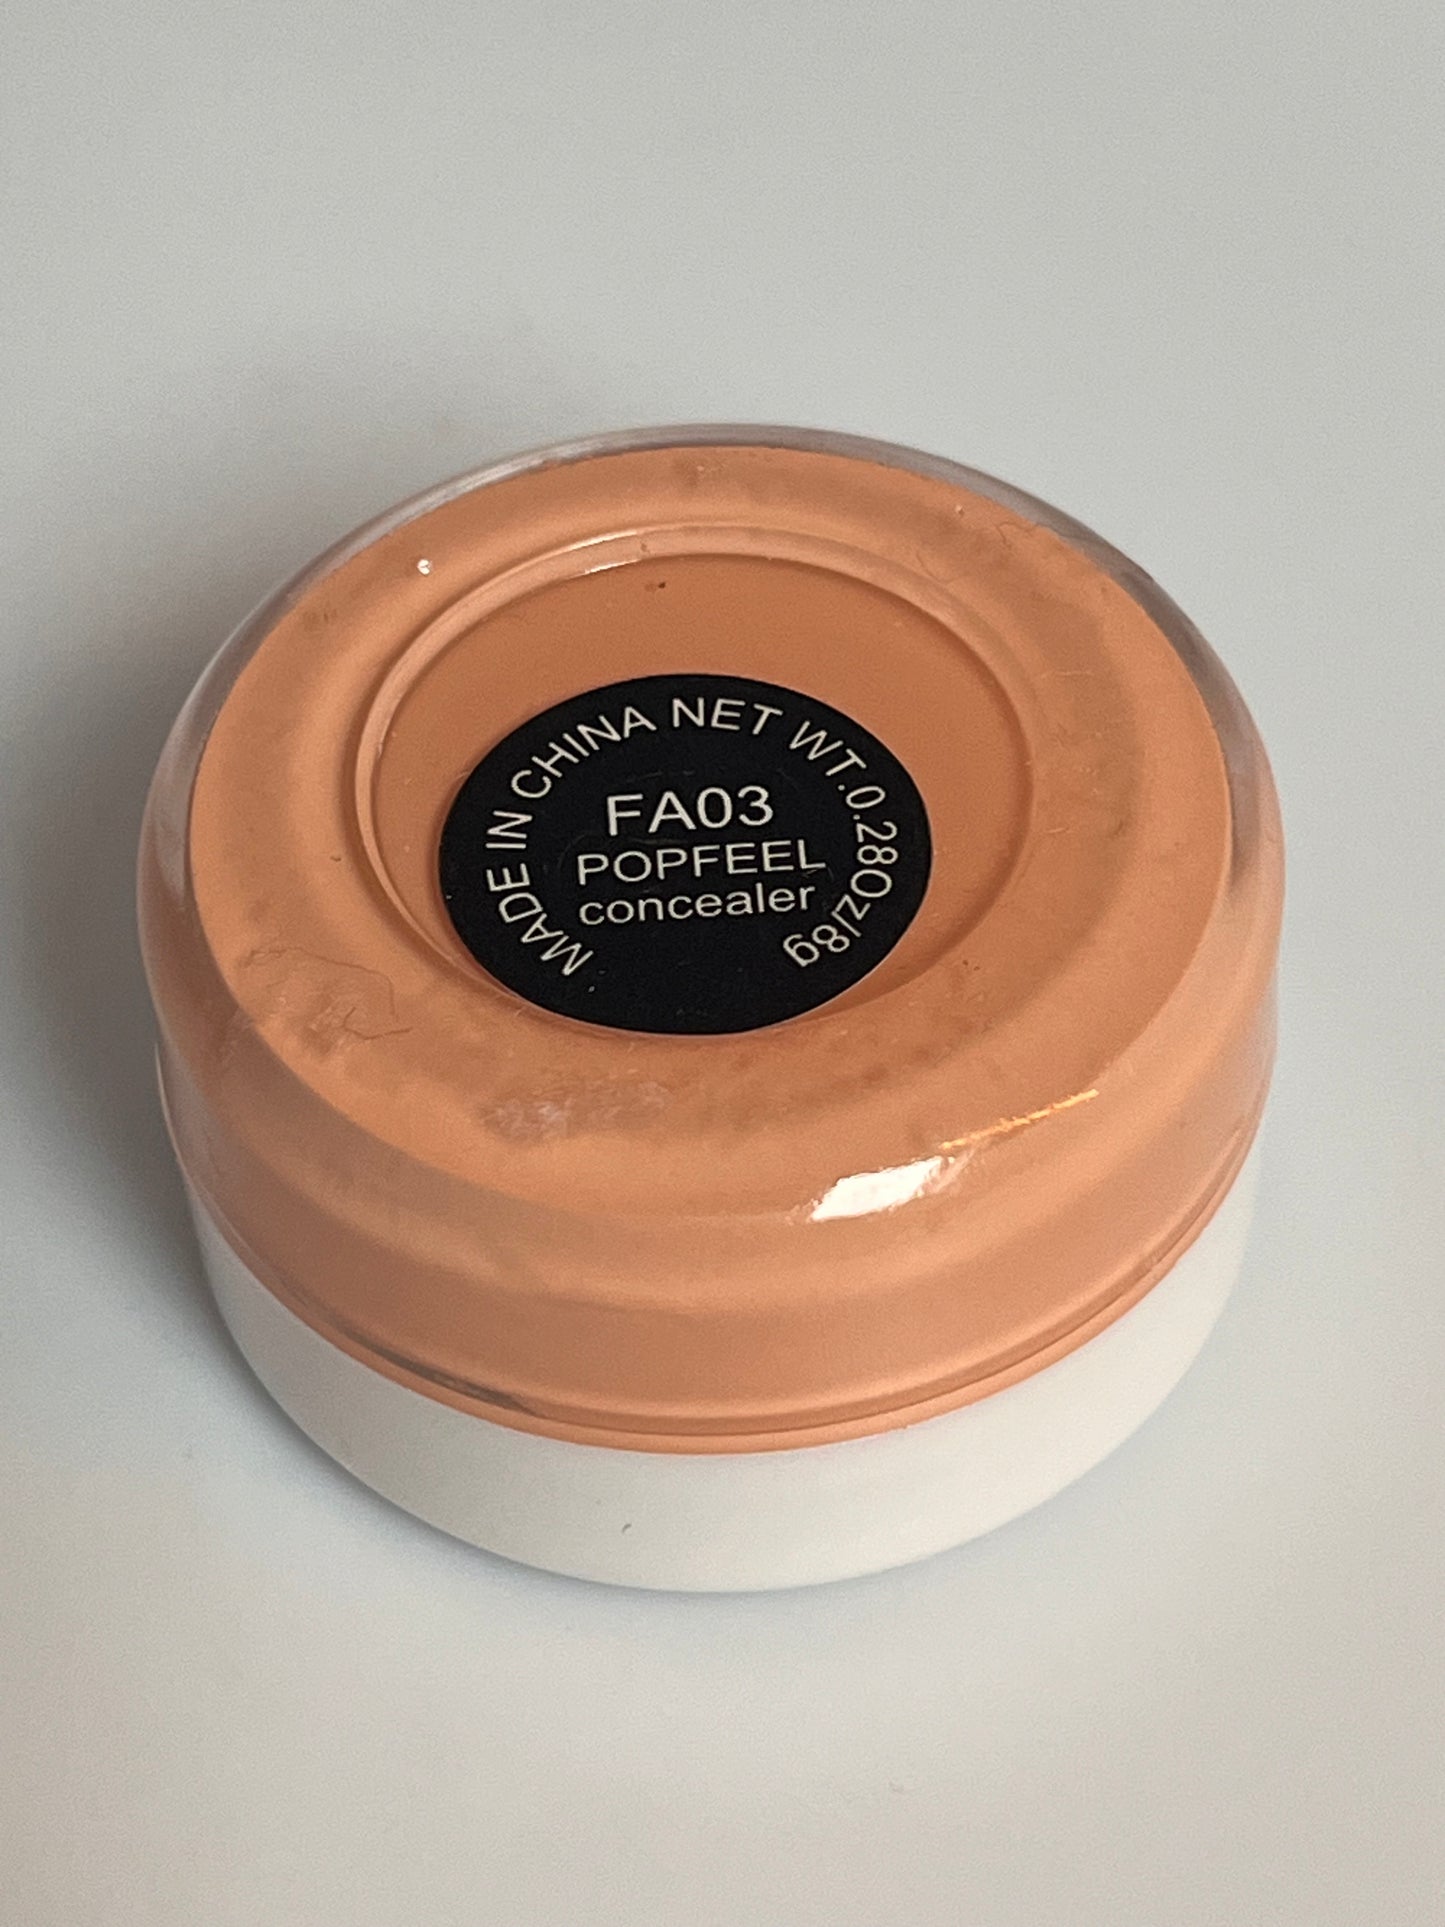 MADE IN CHINA NET WT.0.28Oz/8g
FA03
POPFEEL
concealer